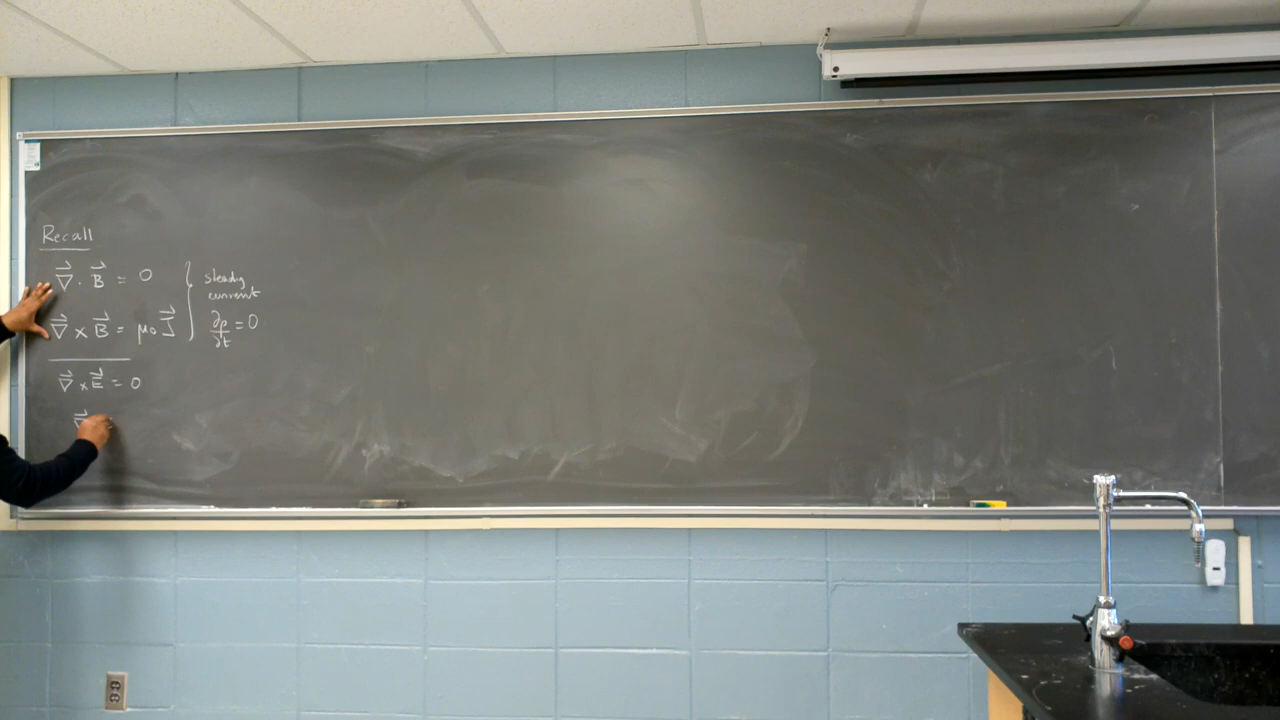 Recall
∇⃗ · B⃗ = 0
∇⃗ × B⃗ = μ₀ J⃗
steady
current
∂ρ/∂t = 0
∇⃗ × E⃗ = 0
∇⃗